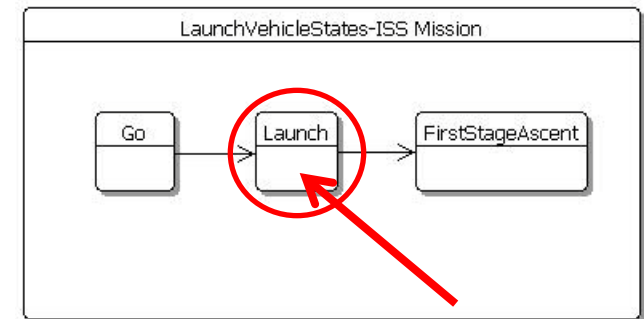 LaunchVehicleStates-ISS Mission
Go
Launch
FirstStageAscent